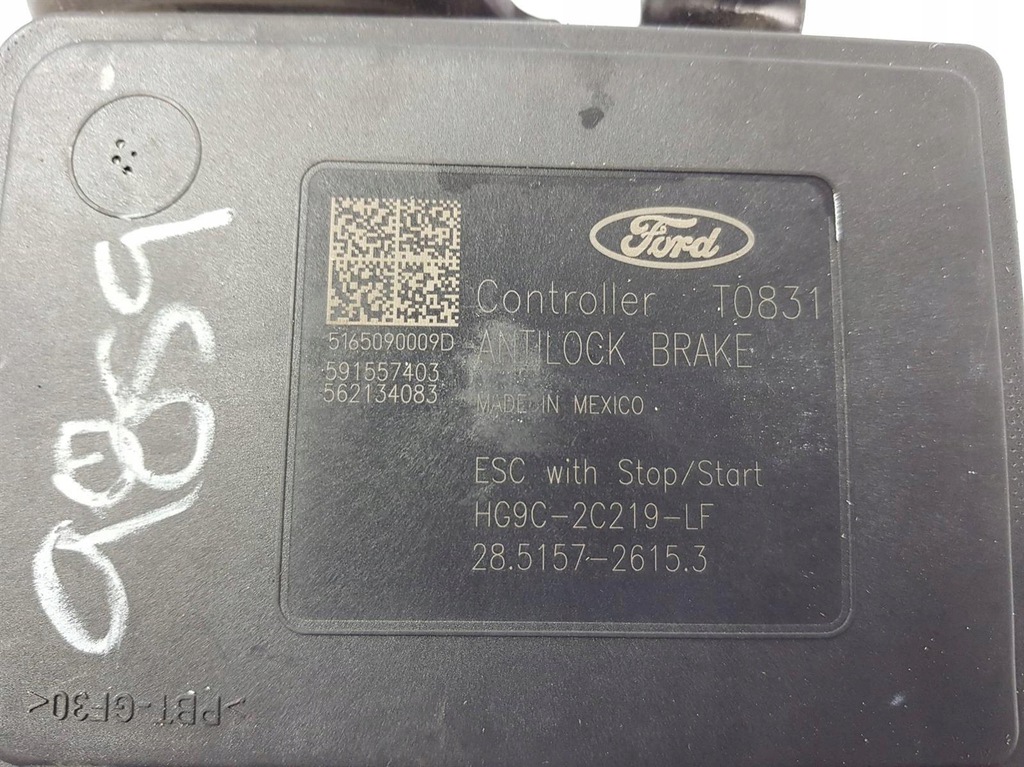 Ford
Controller T0831
ANTILOCK BRAKE
MADE IN MEXICO
5165090009D
591557403
562134083
ESC with Stop/Start
HG9C-2C219-LF
28.5157-2615.3
>PBT-GF30<